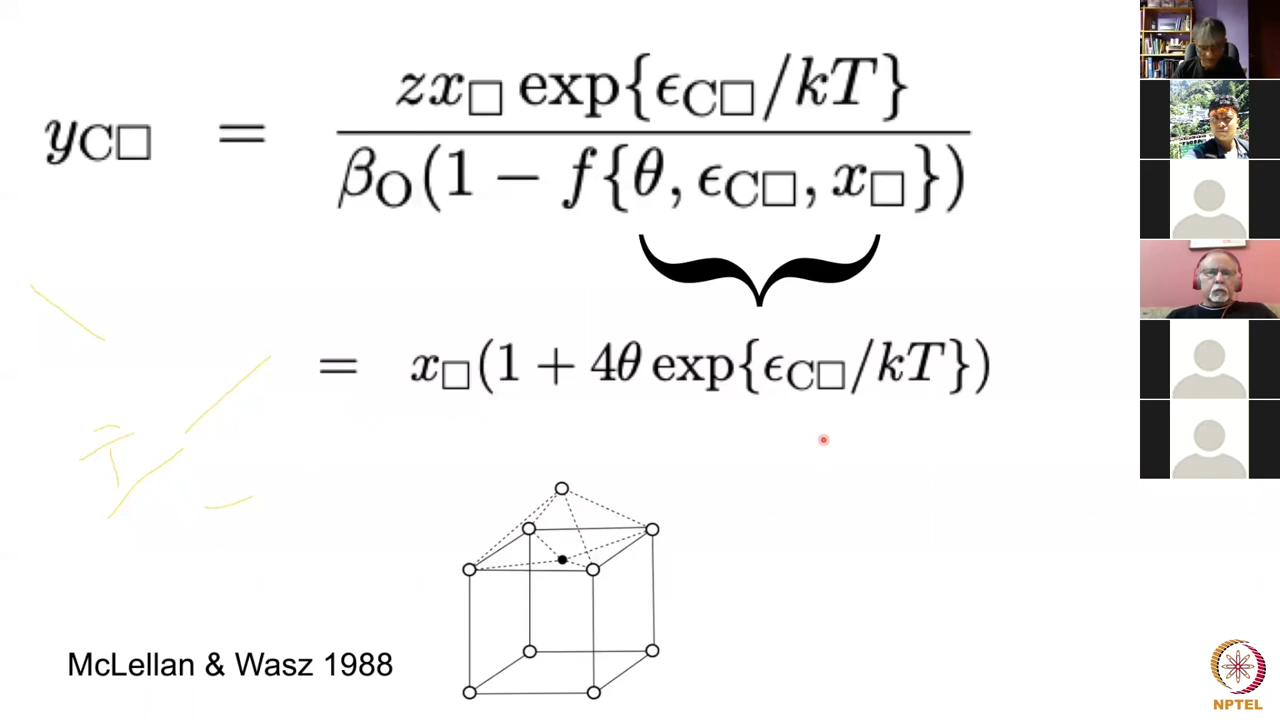 y_{C□} = \frac{z x_□ exp{ϵ_{C□}/kT}}{β_O(1 − f{θ, ϵ_{C□}, x_□})}
= x_□(1 + 4θ exp{ϵ_{C□}/kT})
McLellan & Wasz 1988
NPTEL